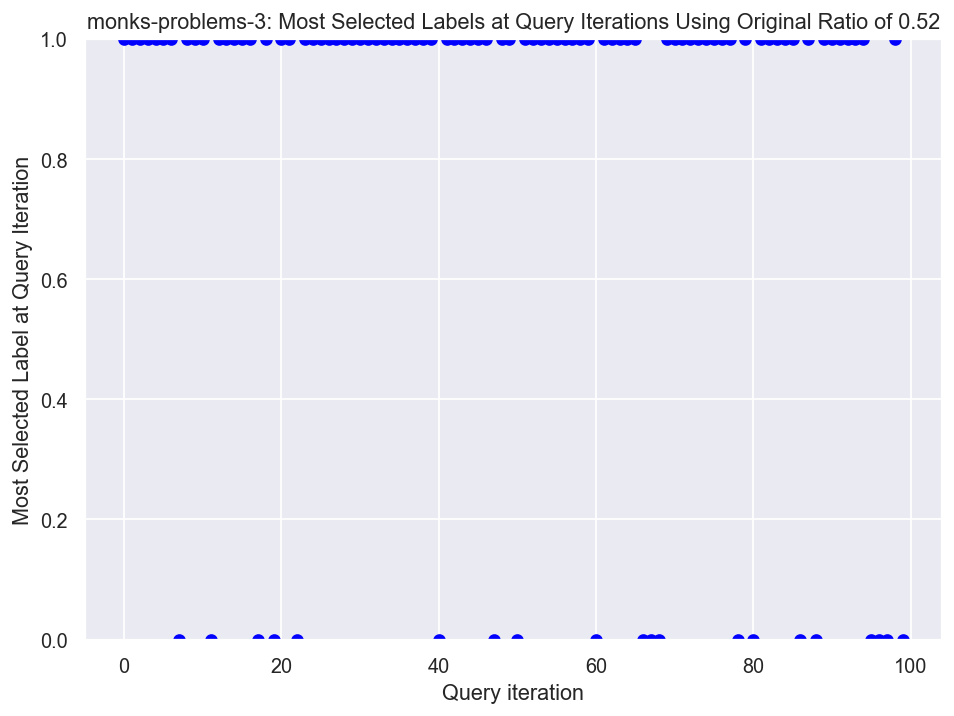 monks-problems-3: Most Selected Labels at Query Iterations Using Original Ratio of 0.52
Most Selected Label at Query Iteration
1.0
0.8
0.6
0.4
0.2
0.0
0 20 40 60 80 100
Query iteration